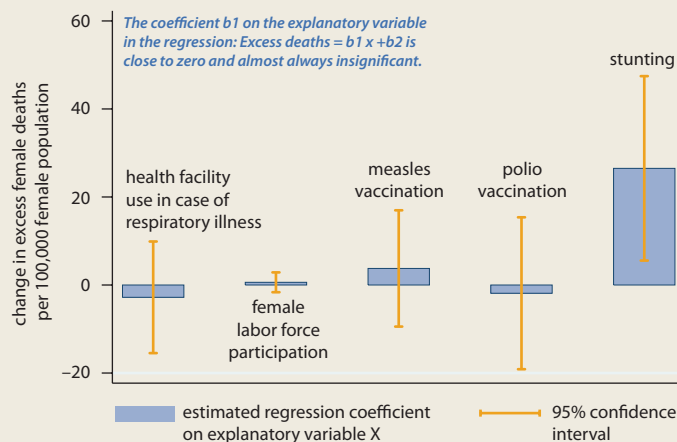 60
40
20
0
–20
change in excess female deaths
per 100,000 female population
The coefficient b1 on the explanatory variable
in the regression: Excess deaths = b1 x +b2 is
close to zero and almost always insignificant.
health facility
use in case of
respiratory illness
female
labor force
participation
measles
vaccination
polio
vaccination
stunting
estimated regression coefficient
on explanatory variable X
95% confidence
interval